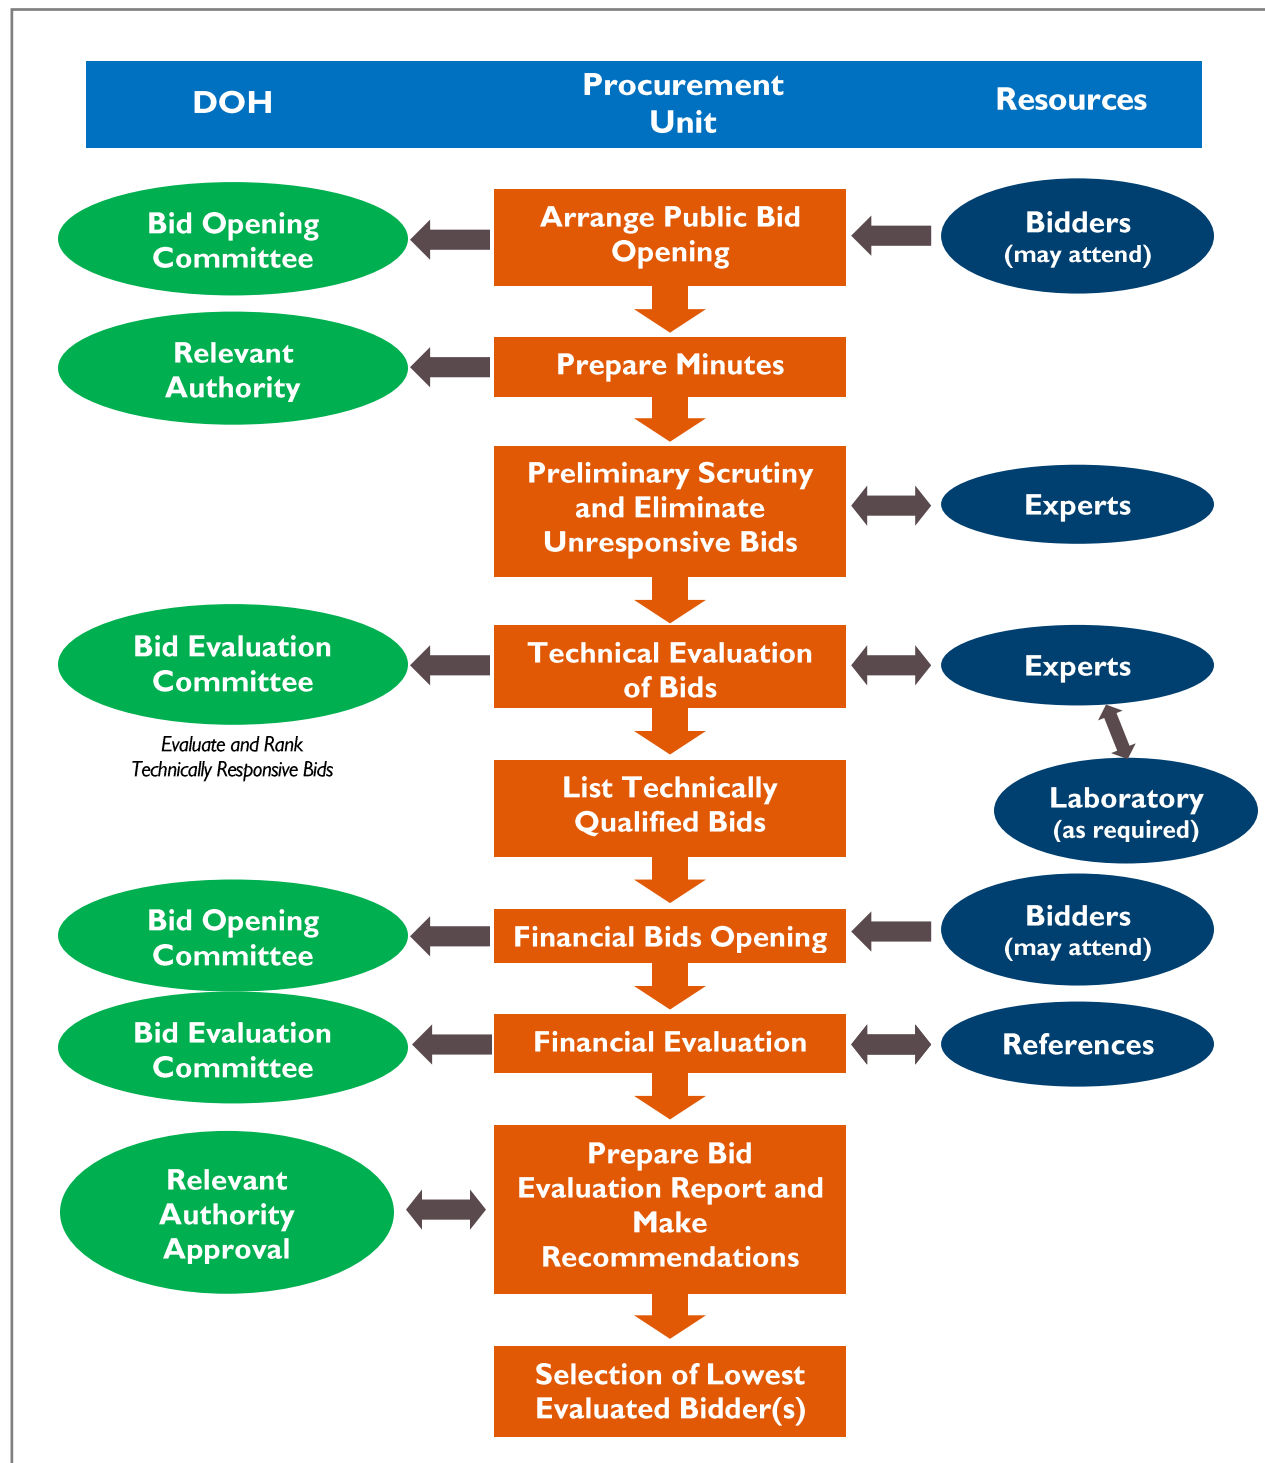 DOH
Procurement
Unit
Resources
Bid Opening
Committee
Arrange Public Bid
Opening
Bidders
(may attend)
Relevant
Authority
Prepare Minutes
Preliminary Scrutiny
and Eliminate
Unresponsive Bids
Experts
Bid Evaluation
Committee
Evaluate and Rank
Technically Responsive Bids
Technical Evaluation
of Bids
Experts
List Technically
Qualified Bids
Laboratory
(as required)
Bid Opening
Committee
Financial Bids Opening
Bidders
(may attend)
Bid Evaluation
Committee
Financial Evaluation
References
Relevant
Authority
Approval
Prepare Bid
Evaluation Report and
Make
Recommendations
Selection of Lowest
Evaluated Bidder(s)